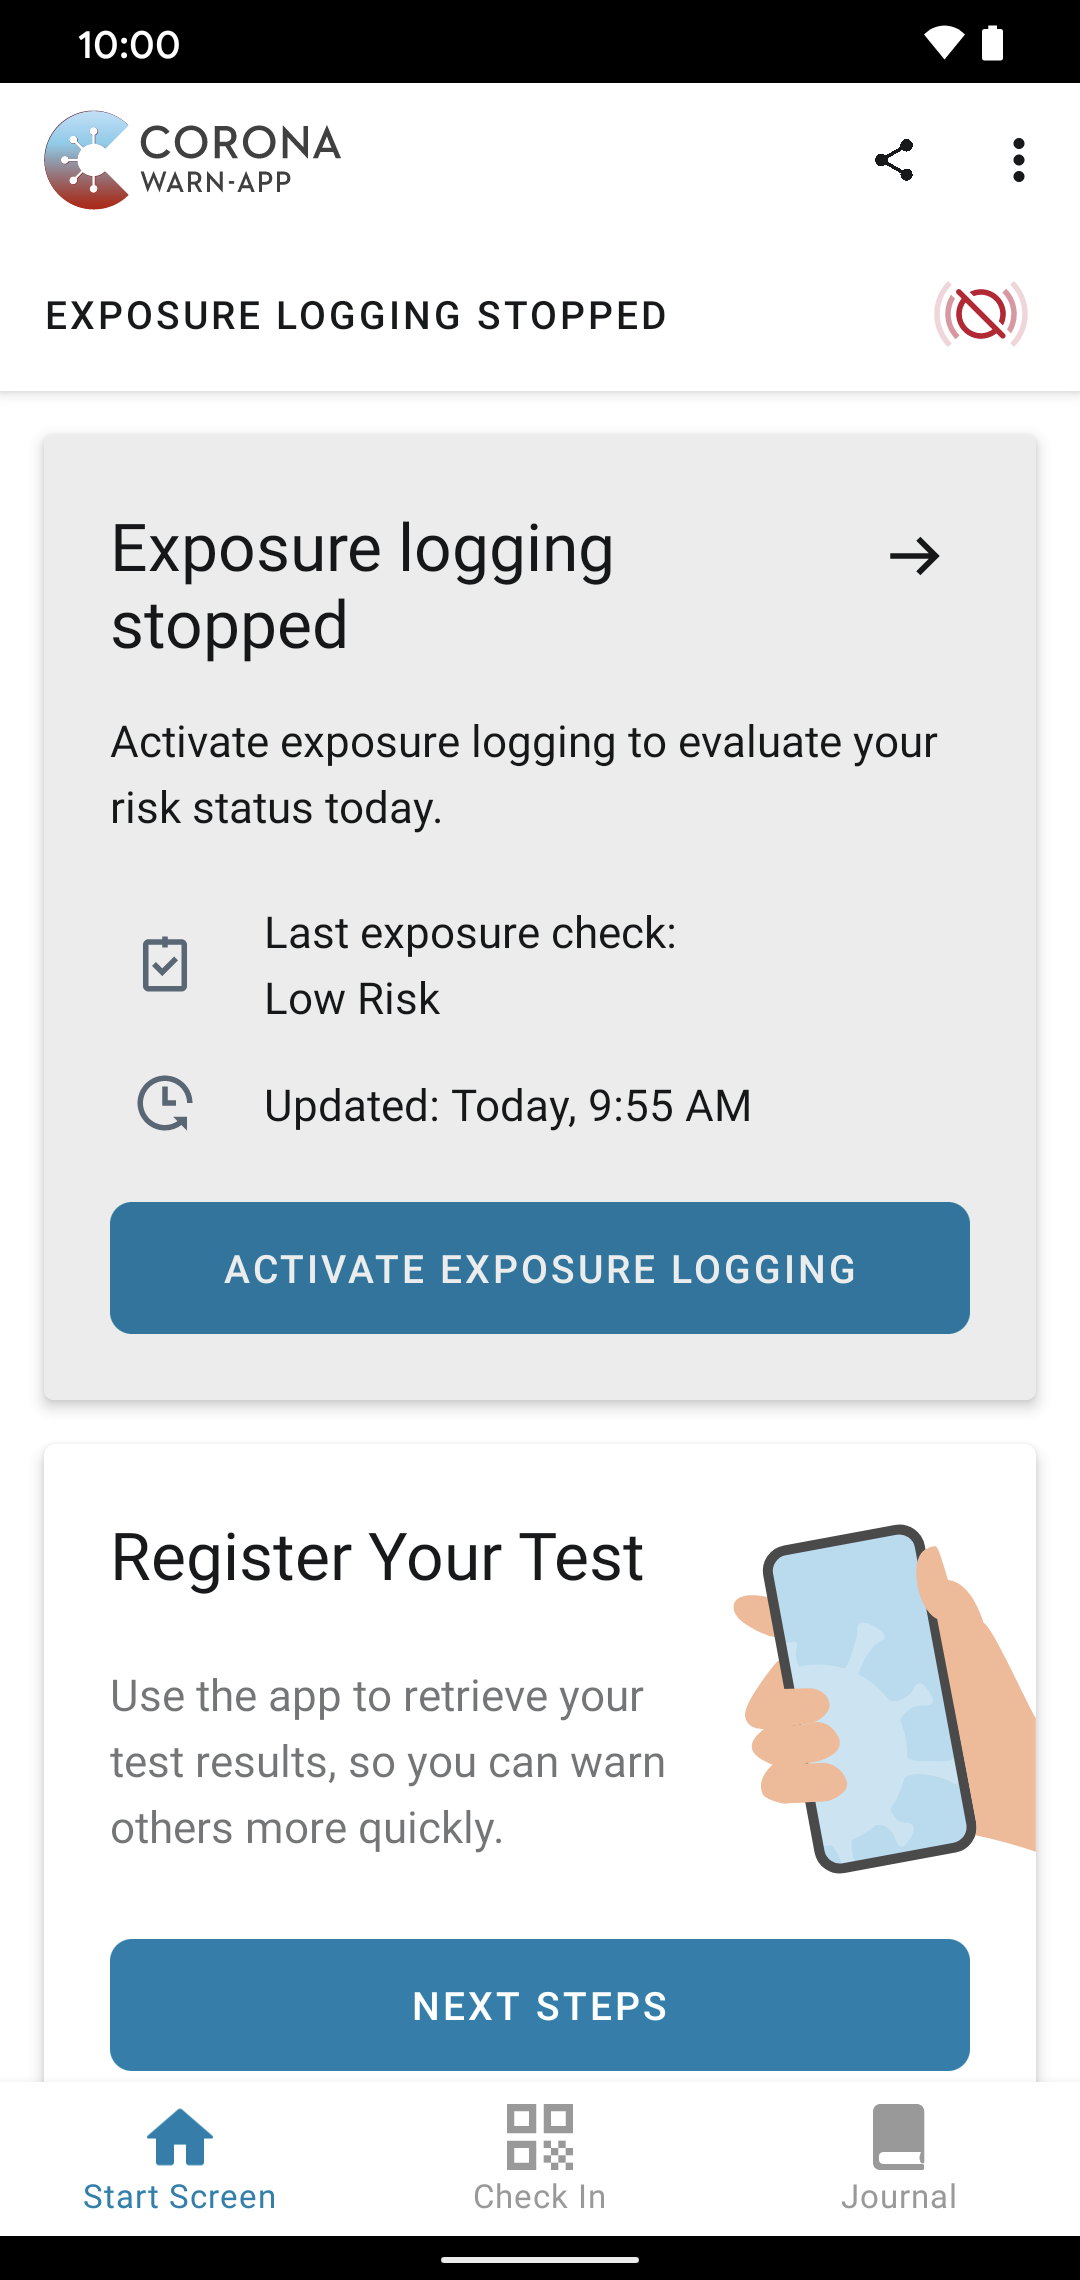 10:00
CORONA
WARN-APP
EXPOSURE LOGGING STOPPED
Exposure logging
stopped
Activate exposure logging to evaluate your
risk status today.
Last exposure check:
Low Risk
Updated: Today, 9:55 AM
ACTIVATE EXPOSURE LOGGING
Register Your Test
Use the app to retrieve your
test results, so you can warn
others more quickly.
NEXT STEPS
Start Screen
Check In
Journal